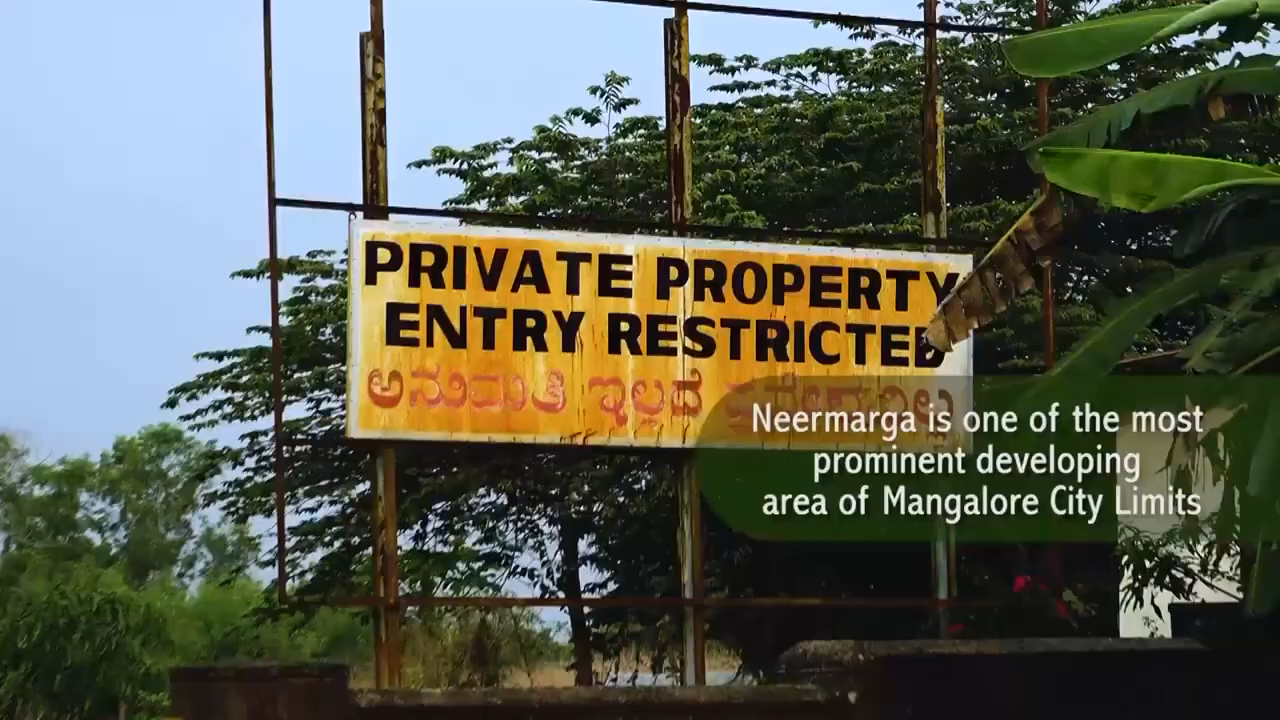 PRIVATE PROPERTY
ENTRY RESTRICTED
ಅನುಮತಿ ಇಲ್ಲದೆ
Neermarga is one of the most
prominent developing
area of Mangalore City Limits